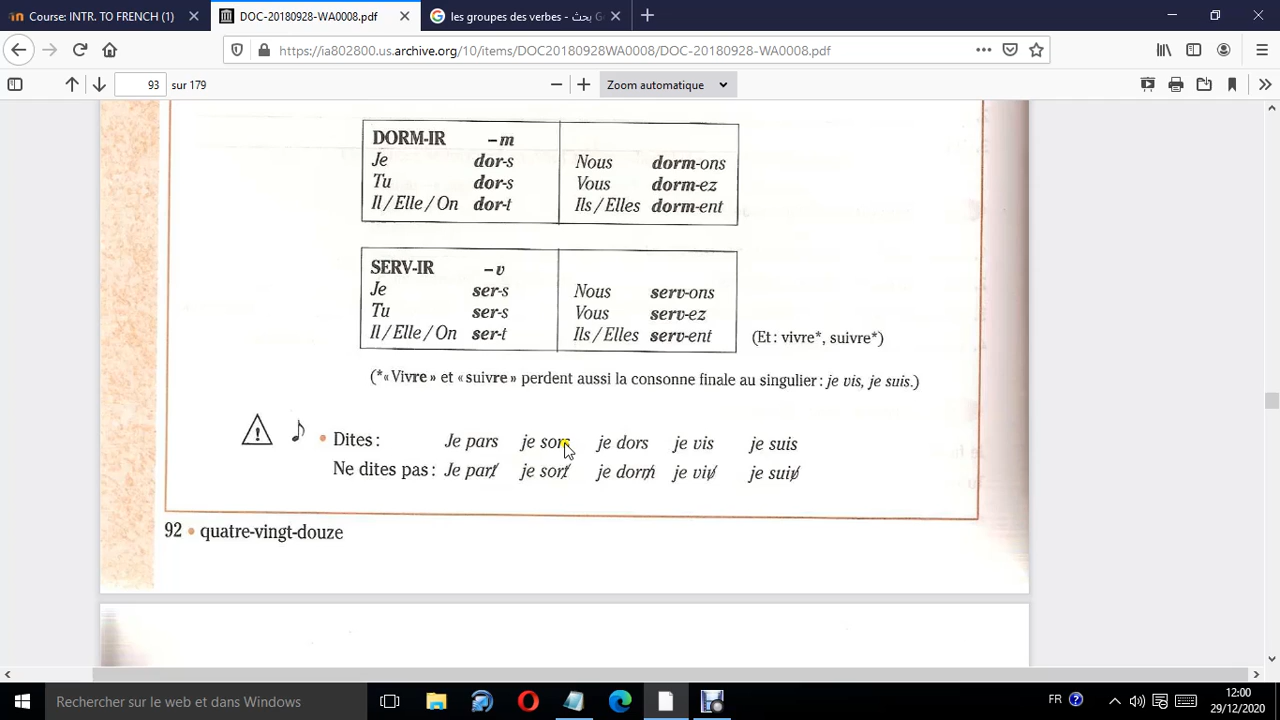 Course: INTR. TO FRENCH (92)
DOC-20180928-WA0008.pdf
les groupes des verbes - بحث G
https://ia802800.us.archive.org/10/items/DOC20180928WA0008/DOC-20180928-WA0008.pdf
93 sur 179
Zoom automatique
DORM-IR –m
Je dor-s Nous dorm-ons
Tu dor-s Vous dorm-ez
Il/Elle/On dor-t Ils/Elles dorm-ent
SERV-IR –v
Je ser-s Nous serv-ons
Tu ser-s Vous serv-ez
Il/Elle/On ser-t Ils/Elles serv-ent (Et : vivre*, suivre*)
(*« Vivre » et « suivre » perdent aussi la consonne finale au singulier : je vis, je suis.)
• Dites : Je pars je sors je dors je vis je suis
Ne dites pas : Je part je sort je dorm je viv je suiv
92 • quatre-vingt-douze
Rechercher sur le web et dans Windows
FR
12:00
29/12/2020